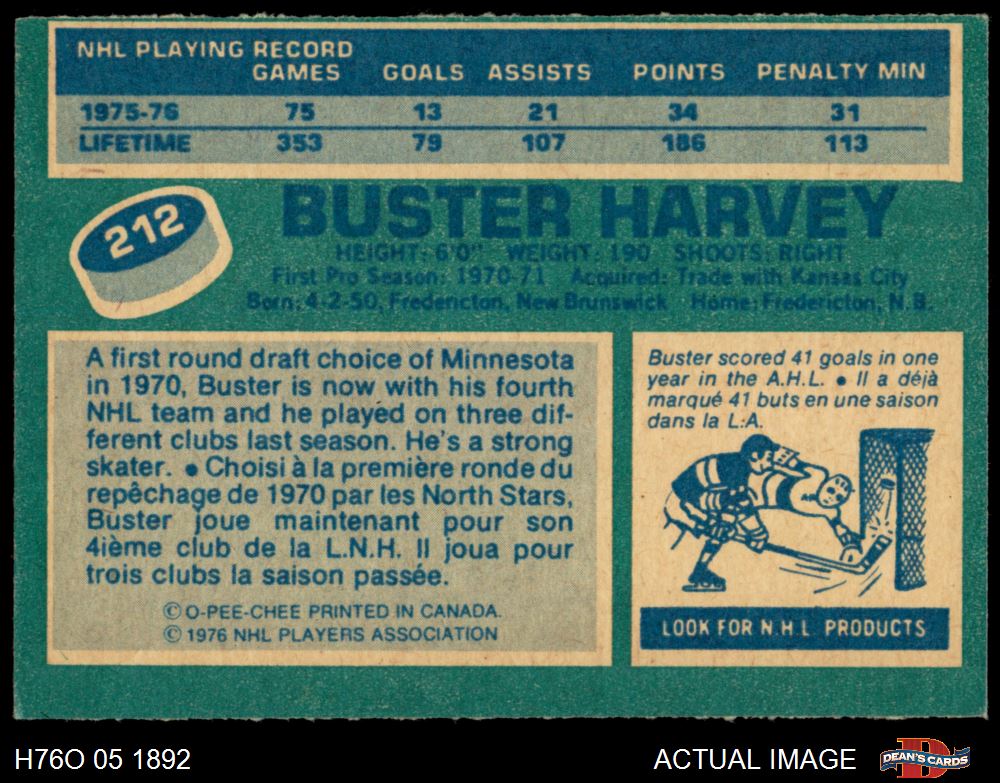 NHL PLAYING RECORD
GAMES GOALS ASSISTS POINTS PENALTY MIN
1975-76 75 13 21 34 31
LIFETIME 353 79 107 186 113
212
BUSTER HARVEY
HEIGHT: 6'0" WEIGHT: 190 SHOOTS: RIGHT
First Pro Season: 1970-71 Acquired: Trade with Kansas City
Born: 4-2-50, Fredericton, New Brunswick Home: Fredericton, N.B.
A first round draft choice of Minnesota
in 1970, Buster is now with his fourth
NHL team and he played on three dif-
ferent clubs last season. He's a strong
skater. • Choisi à la première ronde du
repêchage de 1970 par les North Stars,
Buster joue maintenant pour son
4ième club de la L.N.H. Il joua pour
trois clubs la saison passée.
© O-PEE-CHEE PRINTED IN CANADA.
© 1976 NHL PLAYERS ASSOCIATION
Buster scored 41 goals in one
year in the A.H.L. • Il a déjà
marqué 41 buts en une saison
dans la L.A.
LOOK FOR N.H.L PRODUCTS
H76O 05 1892
ACTUAL IMAGE
DEAN'S CARDS